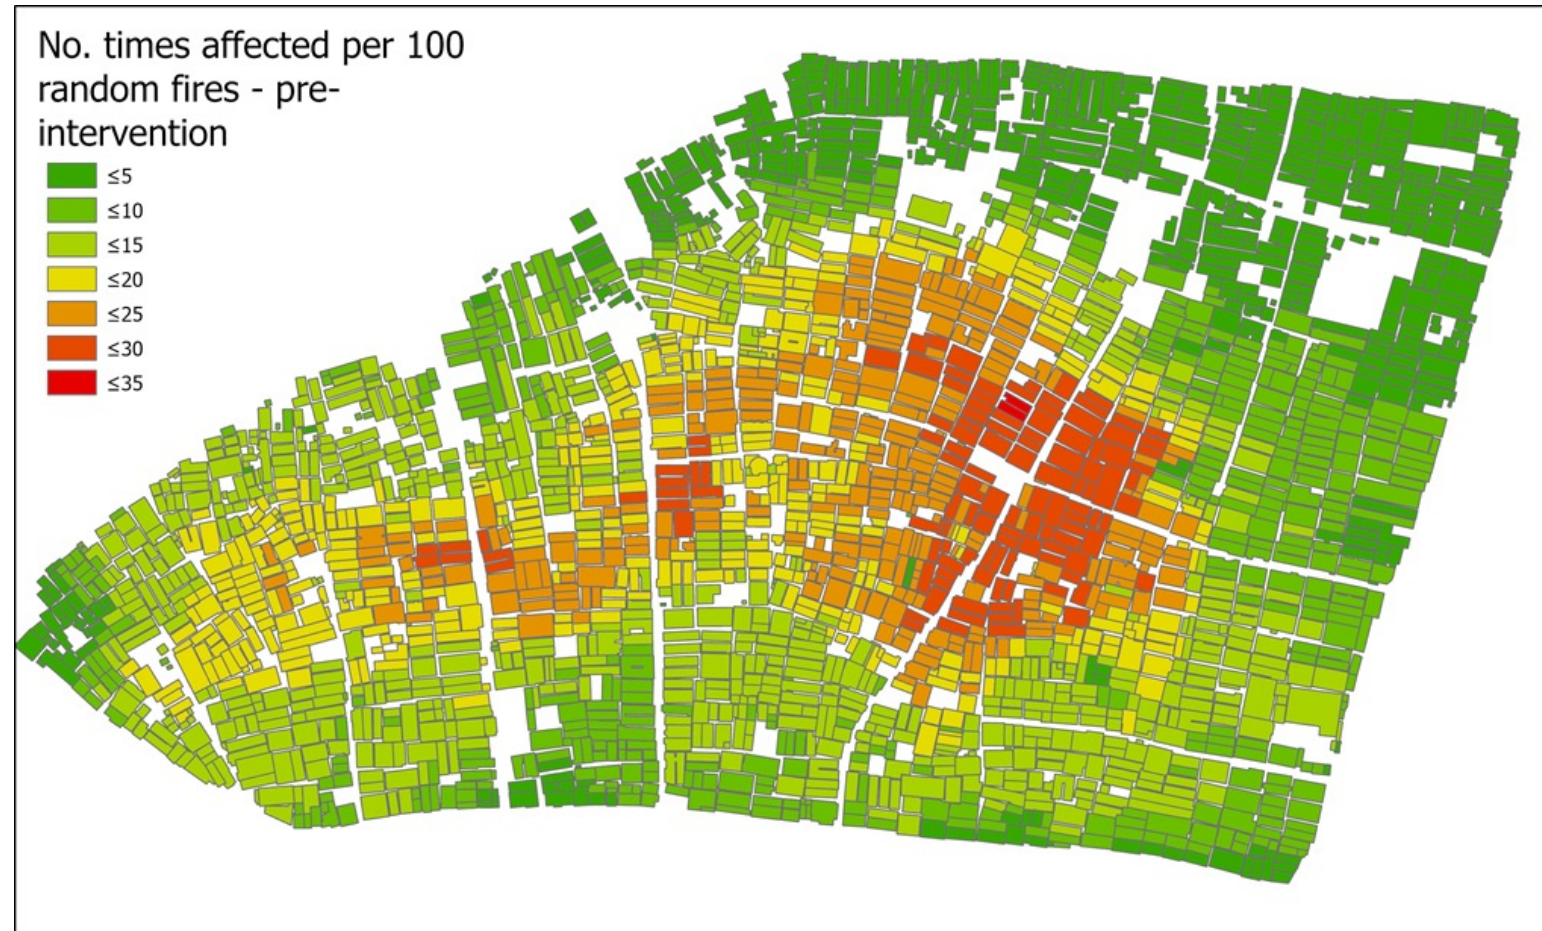 No. times affected per 100
random fires - pre-
intervention
≤5
≤10
≤15
≤20
≤25
≤30
≤35